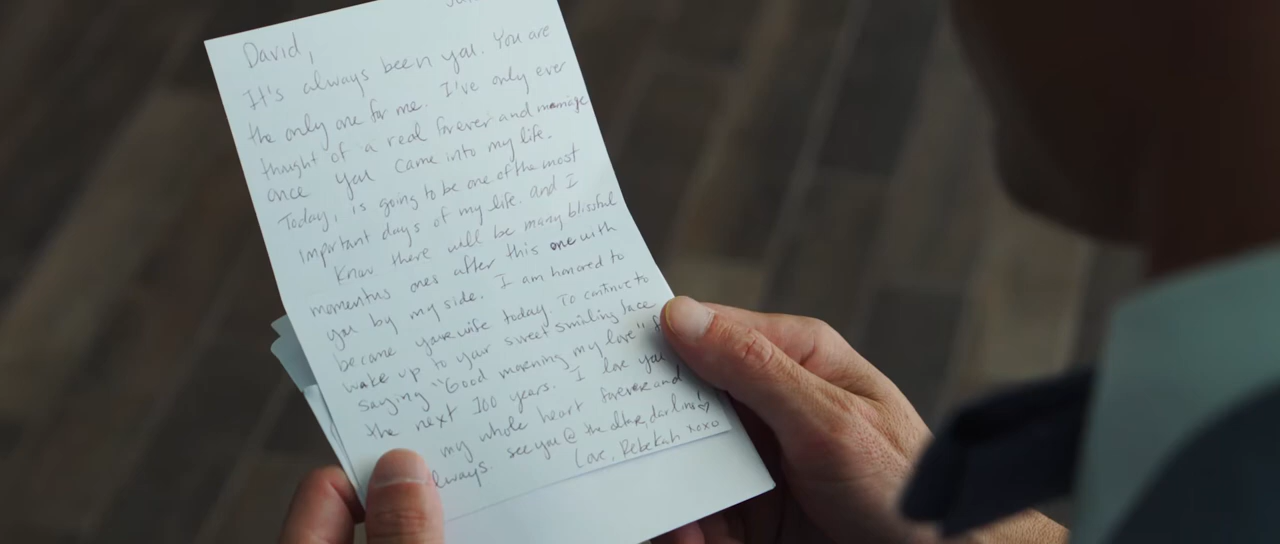 David,
It's always been you. You are
the only one for me. I've only ever
thought of a real forever and marriage
once you came into my life.
Today, is going to be one of the most
important days of my life. and I
know there will be many blissful
momentus ones after this one with
you by my side. I am honored to
become your wife today. To continue to
wake up to your sweet smiling face
saying "Good morning my love"
the next 100 years. I love you
my whole heart forever and
always. see you @ the altar, darling
Love, Rebekah xoxo